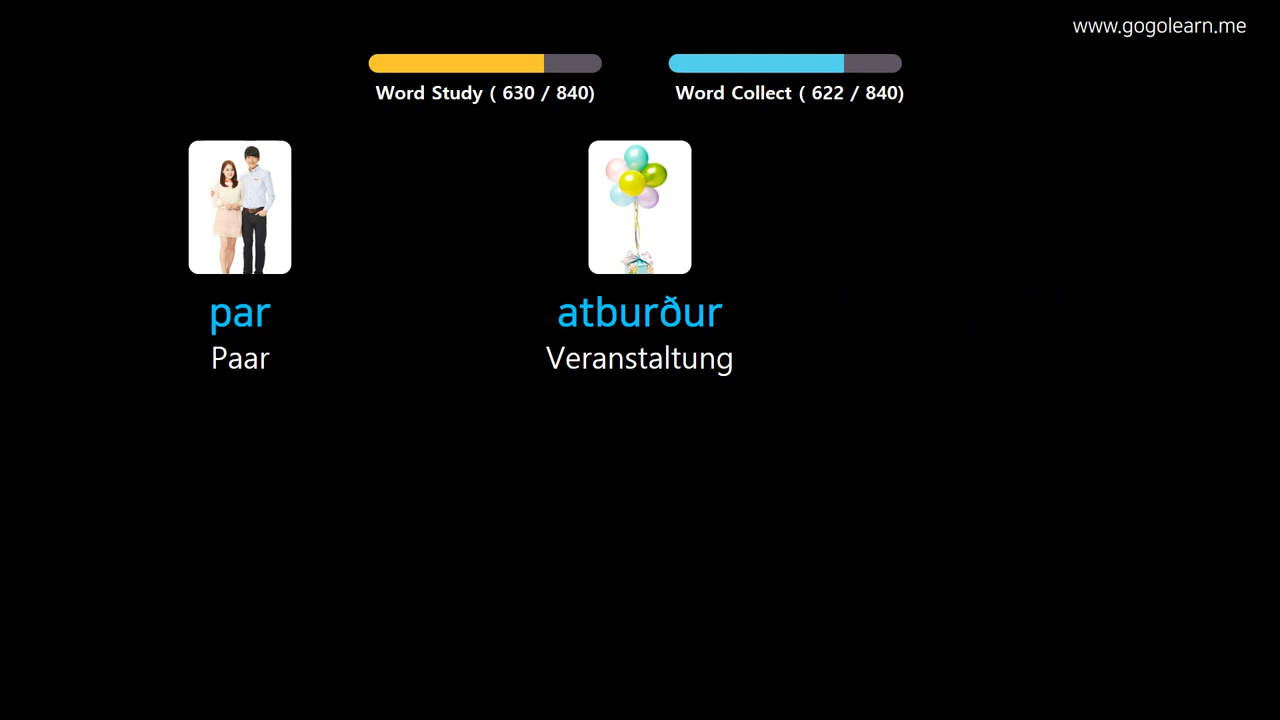 www.gogolearn.me
Word Study ( 630 / 840)
Word Collect ( 622 / 840)
par
atburður
Paar
Veranstaltung